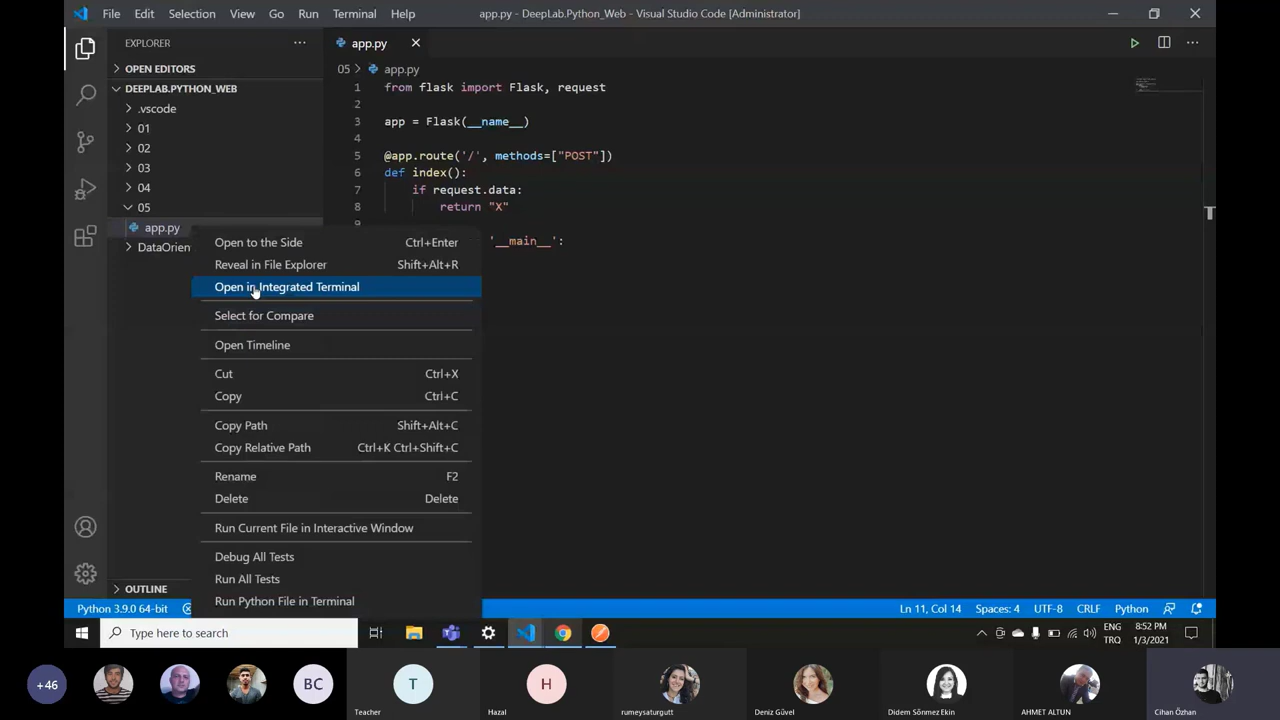 File Edit Selection View Go Run Terminal Help
app.py - DeepLab.Python_Web - Visual Studio Code [Administrator]
EXPLORER
OPEN EDITORS
DEEPLAB.PYTHON_WEB
.vscode
01
02
03
04
05
app.py
DataOrien
OUTLINE
app.py
05 > app.py
1 from flask import Flask, request
2
3 app = Flask(__name__)
4
5 @app.route('/', methods=["POST"])
6 def index():
7 if request.data:
8 return "X"
9
'__main__':
Open to the Side Ctrl+Enter
Reveal in File Explorer Shift+Alt+R
Open in Integrated Terminal
Select for Compare
Open Timeline
Cut Ctrl+X
Copy Ctrl+C
Copy Path Shift+Alt+C
Copy Relative Path Ctrl+K Ctrl+Shift+C
Rename F2
Delete Delete
Run Current File in Interactive Window
Debug All Tests
Run All Tests
Run Python File in Terminal
Python 3.9.0 64-bit
Ln 11, Col 14 Spaces: 4 UTF-8 CRLF Python
Type here to search
ENG 8:52 PM
TRQ 1/3/2021
+46 BC T H
Teacher Hazal rumeysaturgutt Deniz Güvel Didem Sönmez Ekin AHMET ALTUN Cihan Özhan